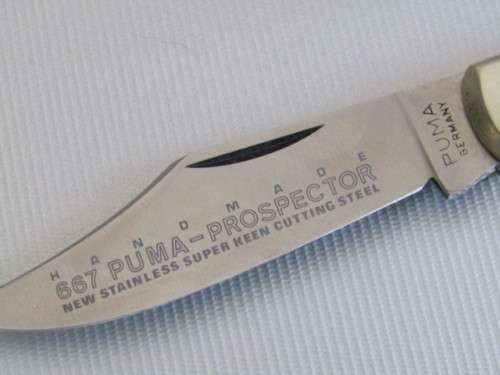 HANDMADE
667 PUMA-PROSPECTOR
NEW STAINLESS SUPER KEEN CUTTING STEEL
PUMA
GERMANY